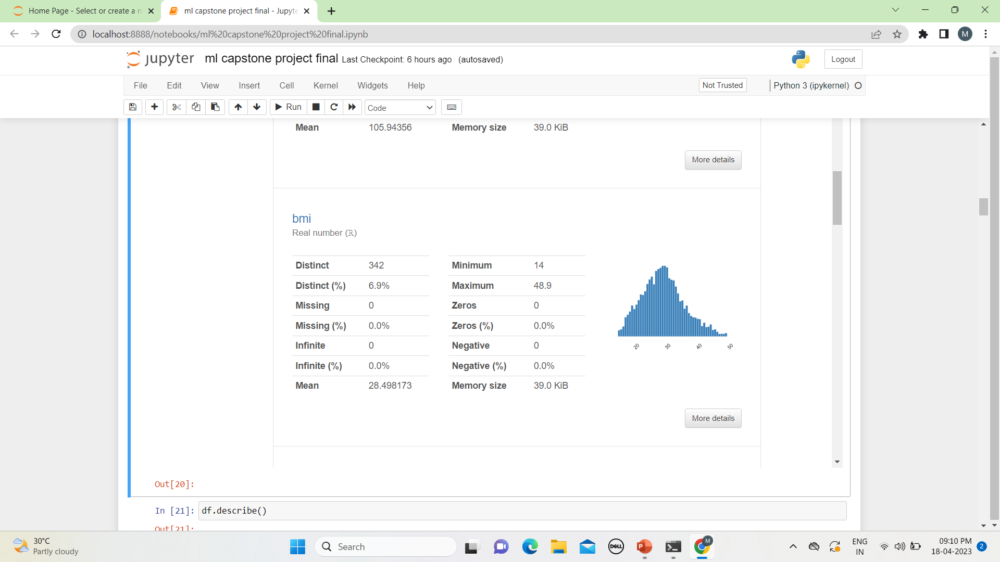 Home Page - Select or create a n
ml capstone project final - Jupyte
localhost:8888/notebooks/ml%20capstone%20project%20final.ipynb
M
jupyter ml capstone project final Last Checkpoint: 6 hours ago (autosaved)
Logout
File Edit View Insert Cell Kernel Widgets Help
Not Trusted
Python 3 (ipykernel)
Run
Code
Mean 105.94356 Memory size 39.0 KiB
More details
bmi
Real number (ℝ)
Distinct 342 Minimum 14
Distinct (%) 6.9% Maximum 48.9
Missing 0 Zeros 0
Missing (%) 0.0% Zeros (%) 0.0%
Infinite 0 Negative 0
Infinite (%) 0.0% Negative (%) 0.0%
Mean 28.498173 Memory size 39.0 KiB
20 30 40 50
More details
Out[20]:
In [21]: df.describe()
Out[21]:
30°C
Partly cloudy
Search
DELL
P
M
ENG
IN
09:10 PM
18-04-2023
2